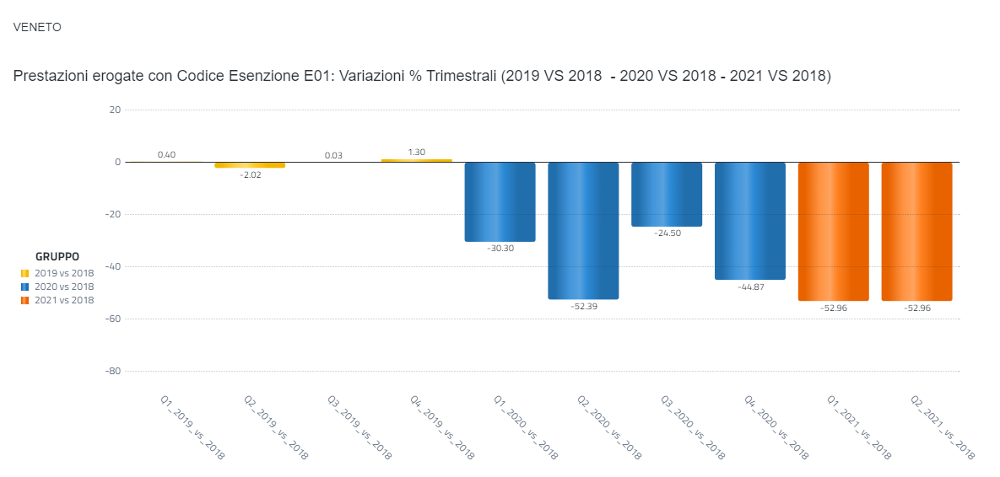 VENETO
Prestazioni erogate con Codice Esenzione E01: Variazioni % Trimestrali (2019 VS 2018 - 2020 VS 2018 - 2021 VS 2018)
20
0
-20
-40
-60
-80
0.40
-2.02
0.03
1.30
-30.30
-52.39
-24.50
-44.87
-52.96
-52.96
GRUPPO
2019 vs 2018
2020 vs 2018
2021 vs 2018
Q1_2019_vs_2018
Q2_2019_vs_2018
Q3_2019_vs_2018
Q4_2019_vs_2018
Q1_2020_vs_2018
Q2_2020_vs_2018
Q3_2020_vs_2018
Q4_2020_vs_2018
Q1_2021_vs_2018
Q2_2021_vs_2018